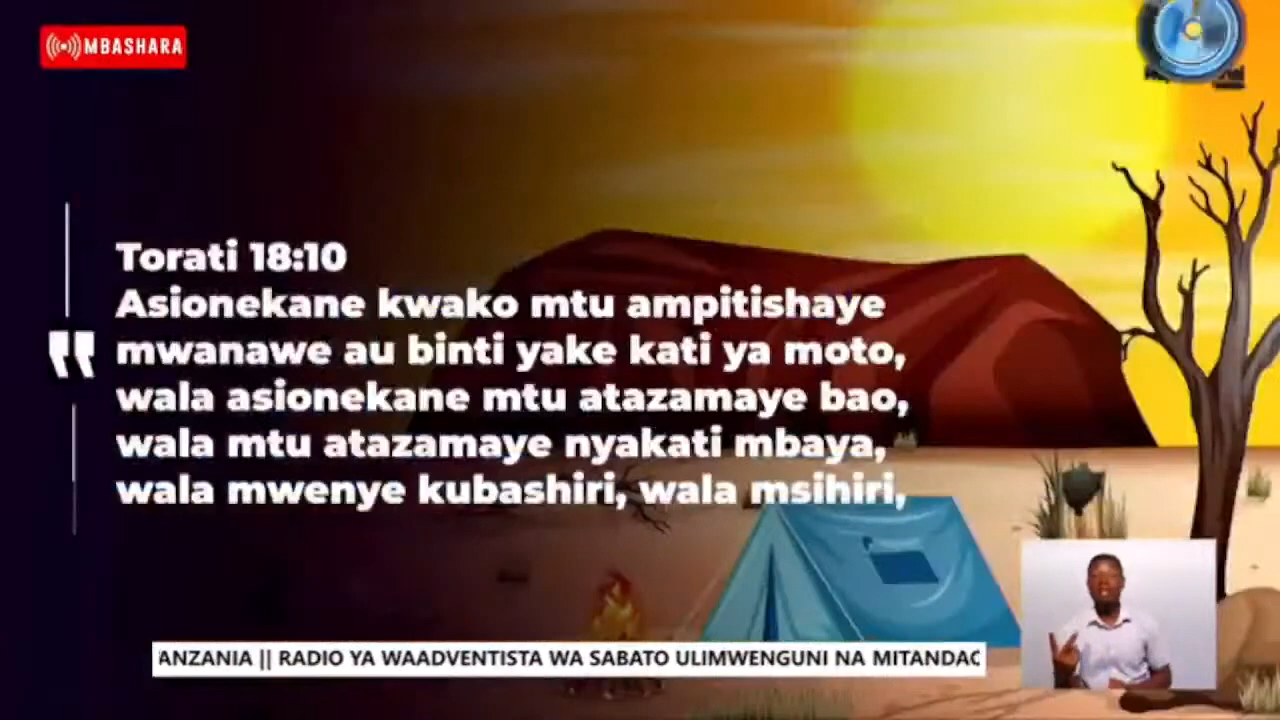 MBASHARA
Torati 18:10
Asionekane kwako mtu ampitishaye
mwanawe au binti yake kati ya moto,
wala asionekane mtu atazamaye bao,
wala mtu atazamaye nyakati mbaya,
wala mwenye kubashiri, wala msihiri,
ANZANIA || RADIO YA WAADVENTISTA WA SABATO ULIMWENGUNI NA MITANDAO